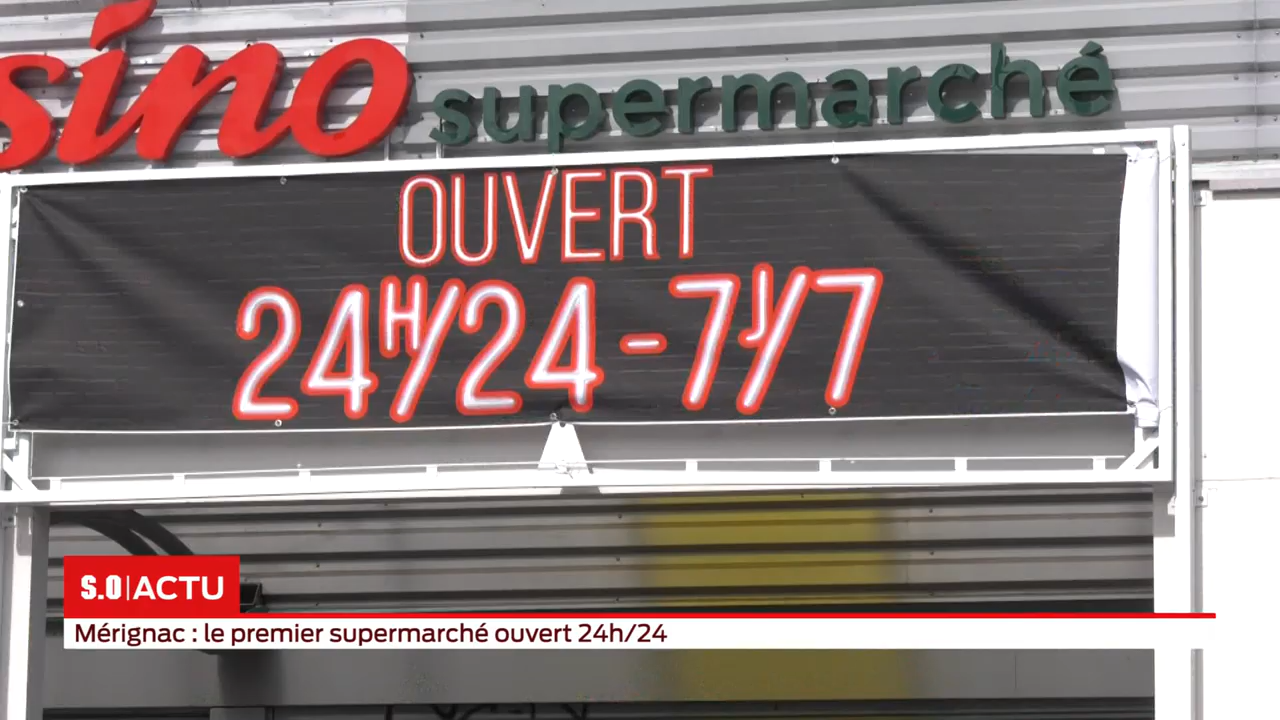 sino supermarché
OUVERT
24H/24-7J/7
S.O|ACTU
Mérignac : le premier supermarché ouvert 24h/24